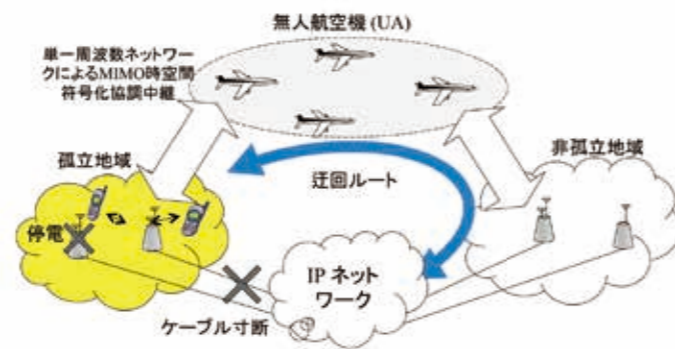 無人航空機 (UA)
単一周波数ネットワー
クによるMIMO時空間
符号化協調中継
孤立地域
非孤立地域
迂回ルート
停電
IP ネット
ワーク
ケーブル寸断